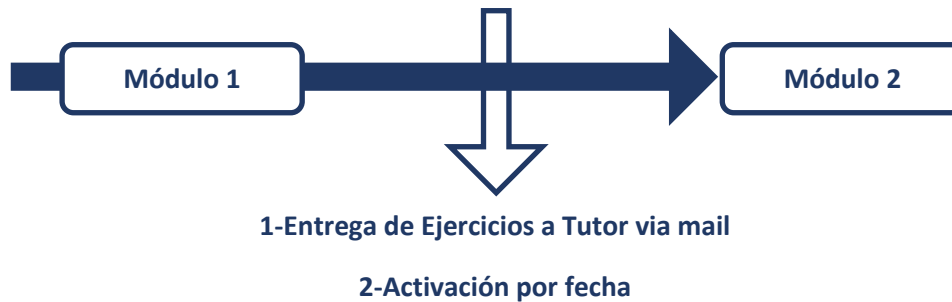 Módulo 1
Módulo 2
1-Entrega de Ejercicios a Tutor via mail
2-Activación por fecha